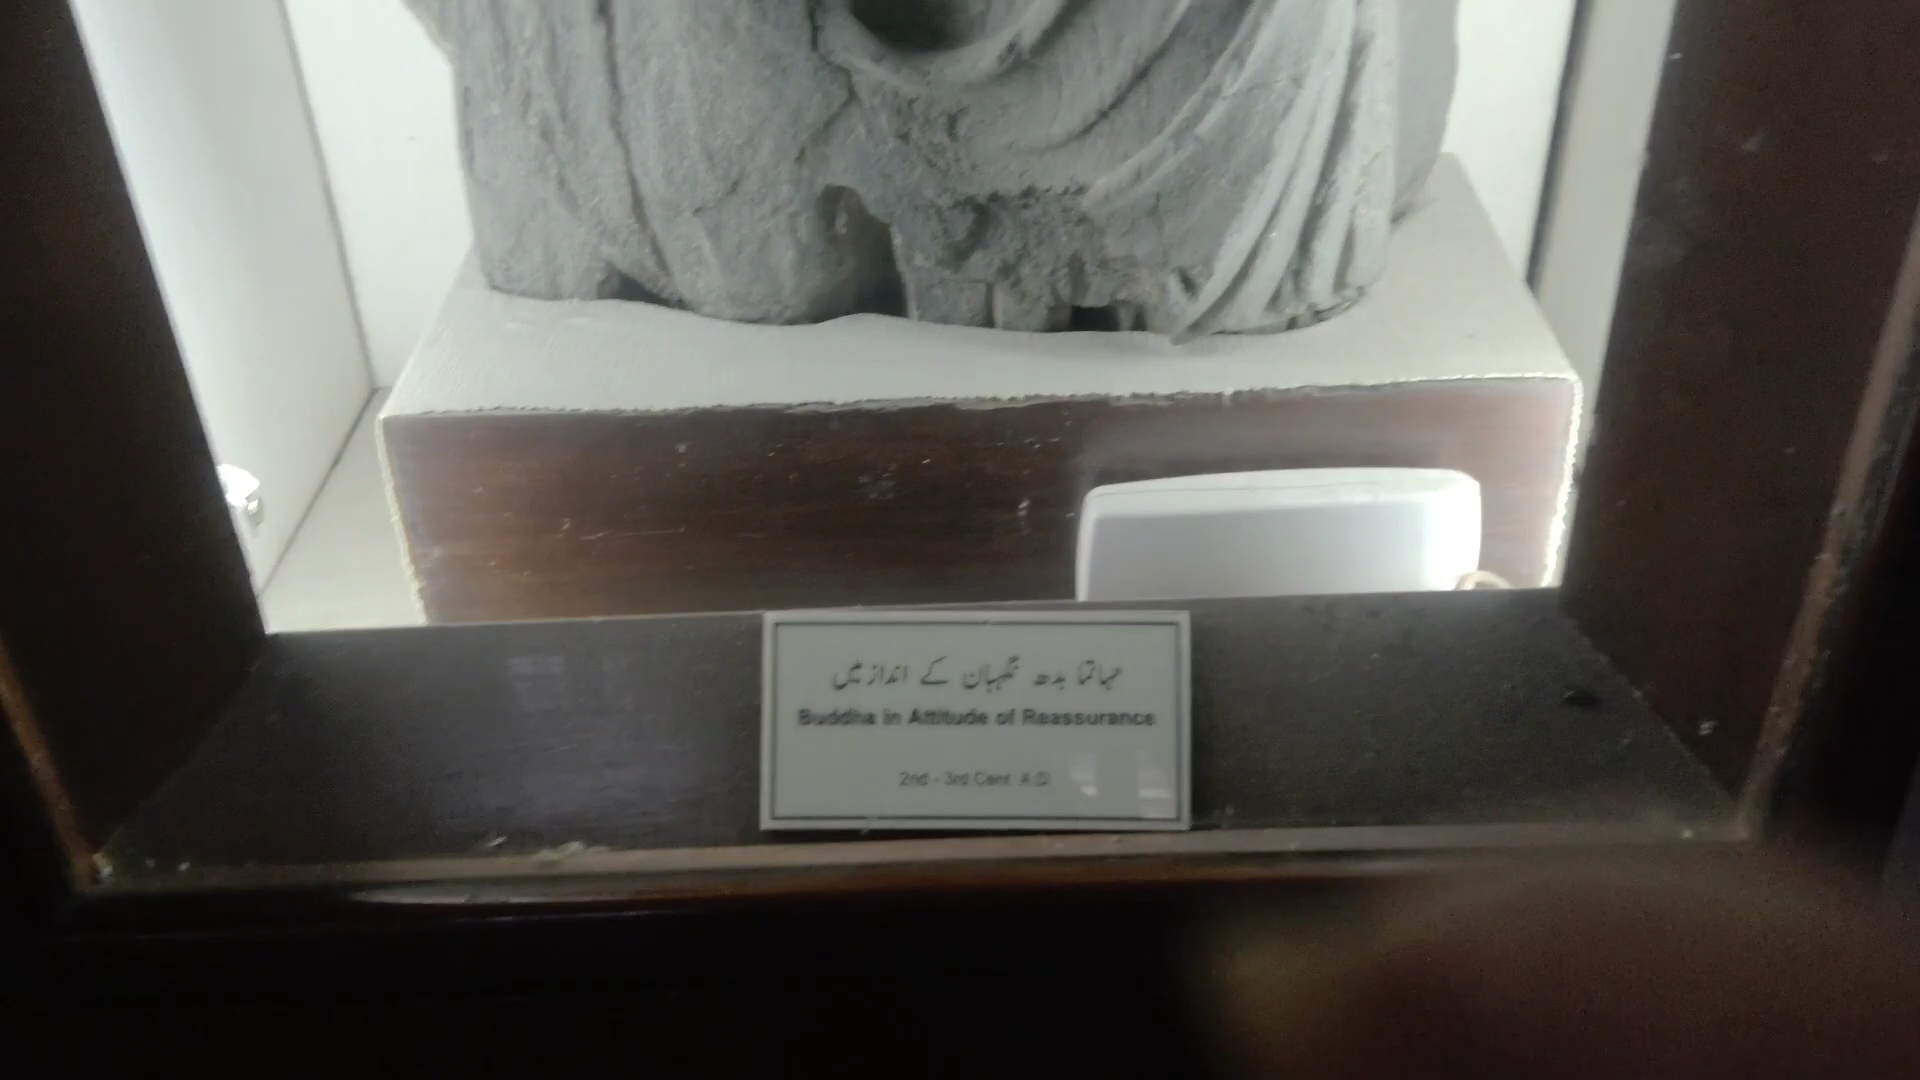 مہاتما بدھ نگہبان کے انداز میں
Buddha in Attitude of Reassurance
2nd - 3rd Cent. A.D